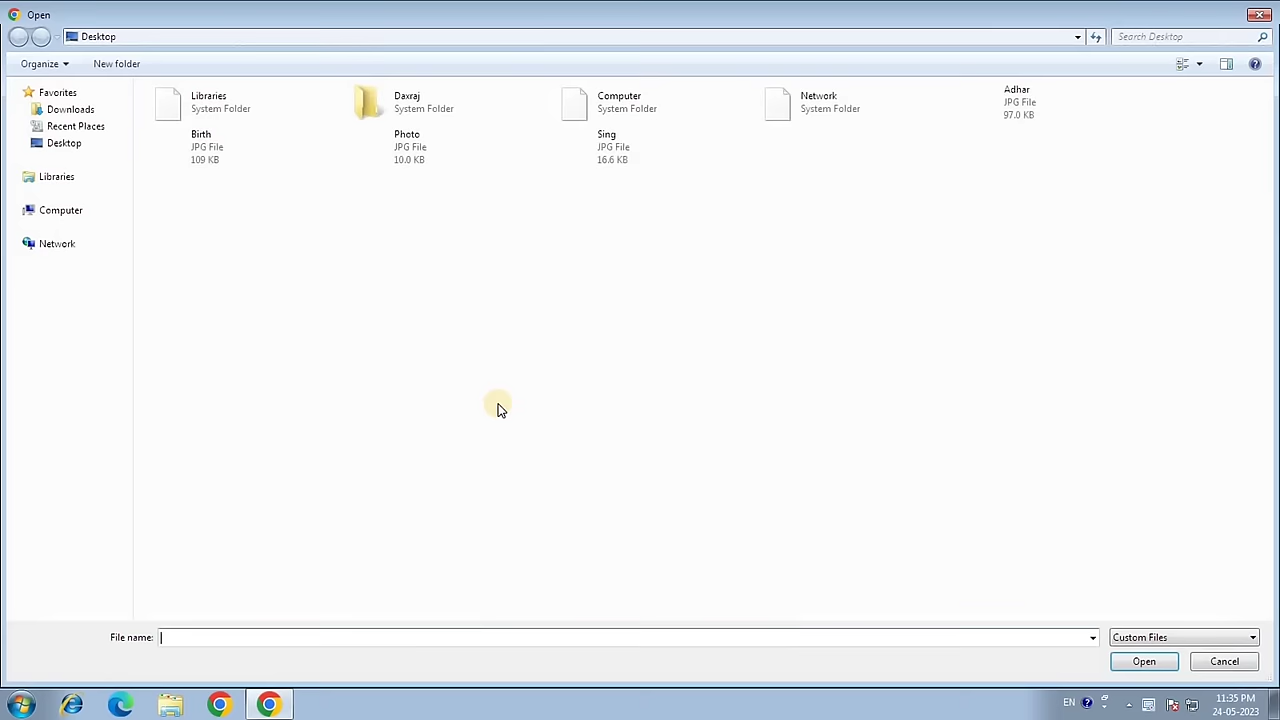 Open
Desktop
Search Desktop
Organize
New folder
Favorites
Downloads
Recent Places
Desktop
Libraries
Computer
Network
Libraries
System Folder
Daxraj
System Folder
Computer
System Folder
Network
System Folder
Adhar
JPG File
97.0 KB
Birth
JPG File
109 KB
Photo
JPG File
10.0 KB
Sing
JPG File
16.6 KB
File name:
Custom Files
Open
Cancel
EN
11:35 PM
24-05-2023